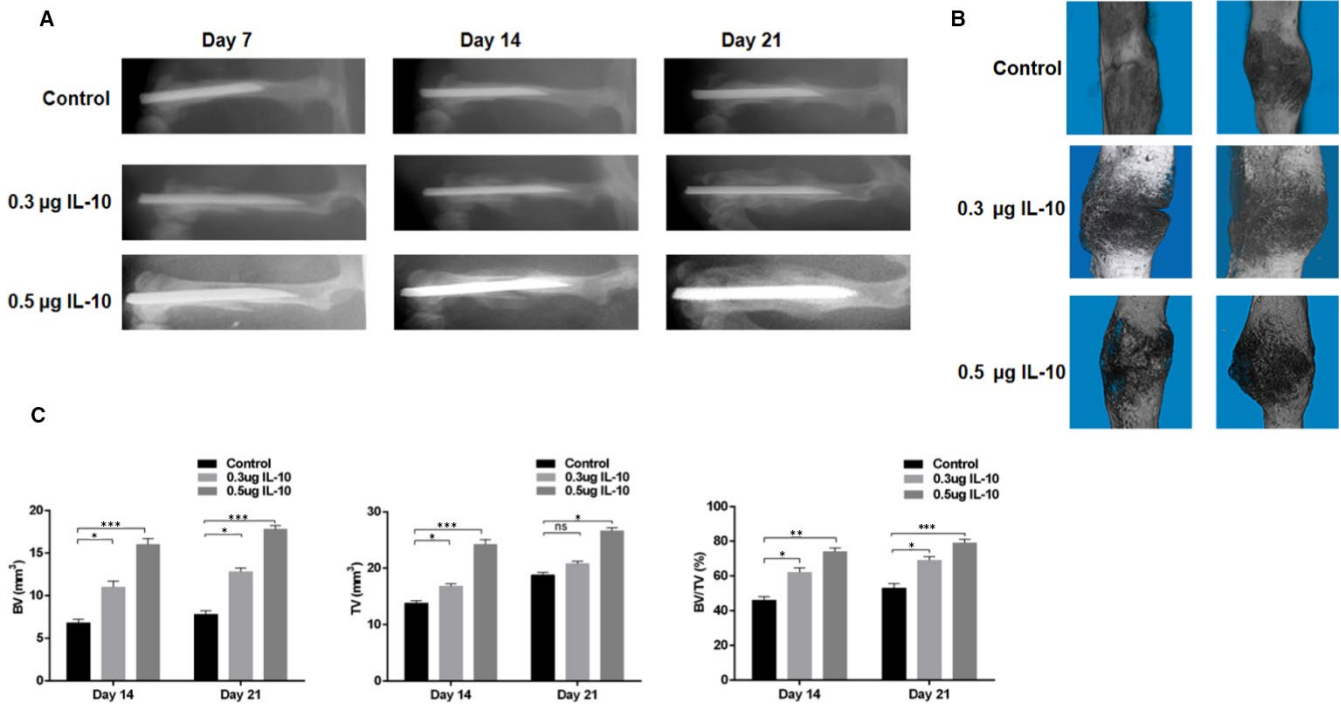 A
Day 7 Day 14 Day 21
Control
0.3 µg IL-10
0.5 µg IL-10
B
Control
0.3 µg IL-10
0.5 µg IL-10
C
Control
0.3ug IL-10
0.5ug IL-10
BV (mm³)
20
15
10
5
0
*
***
*
***
Day 14 Day 21
Control
0.3ug IL-10
0.5ug IL-10
TV (mm³)
30
20
10
0
*
***
ns
*
Day 14 Day 21
Control
0.3ug IL-10
0.5ug IL-10
BV/TV (%)
100
80
60
40
20
0
*
**
*
***
Day 14 Day 21